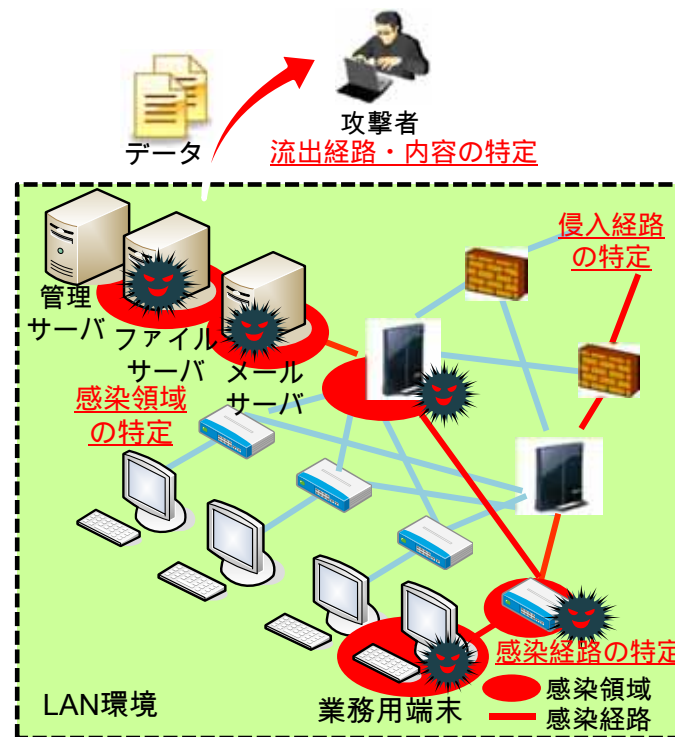 データ
攻撃者
流出経路・内容の特定
侵入経路
の特定
管理
サーバ
ファイル
サーバ
メール
サーバ
感染領域
の特定
感染経路の特定
感染領域
感染経路
LAN環境
業務用端末